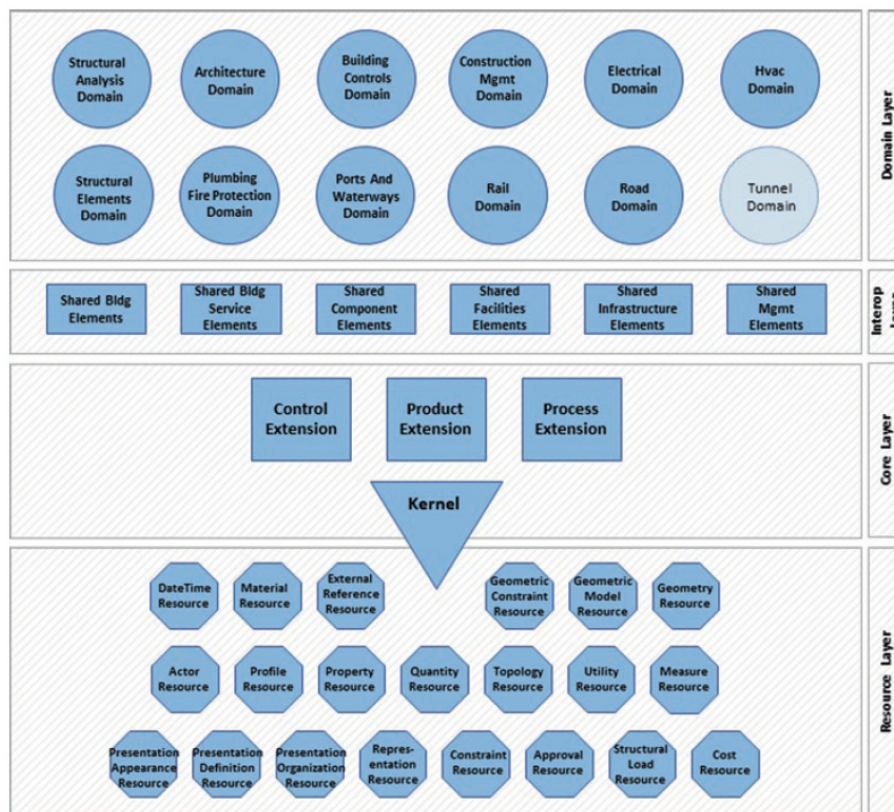 Structural
Analysis
Domain
Architecture
Domain
Building
Controls
Domain
Construction
Mgmt
Domain
Electrical
Domain
Hvac
Domain
Domain Layer
Structural
Elements
Domain
Plumbing
Fire Protection
Domain
Ports And
Waterways
Domain
Rail
Domain
Road
Domain
Tunnel
Domain
Shared Bldg
Elements
Shared Bldg
Service
Elements
Shared
Component
Elements
Shared
Facilities
Elements
Shared
Infrastructure
Elements
Shared
Mgmt
Elements
Interop
Layer
Control
Extension
Product
Extension
Process
Extension
Core Layer
Kernel
DateTime
Resource
Material
Resource
External
Reference
Resource
Geometric
Constraint
Resource
Geometric
Model
Resource
Geometry
Resource
Actor
Resource
Profile
Resource
Property
Resource
Quantity
Resource
Topology
Resource
Utility
Resource
Measure
Resource
Resource Layer
Presentation
Appearance
Resource
Presentation
Definition
Resource
Presentation
Organization
Resource
Repres-
entation
Resource
Constraint
Resource
Approval
Resource
Structural
Load
Resource
Cost
Resource